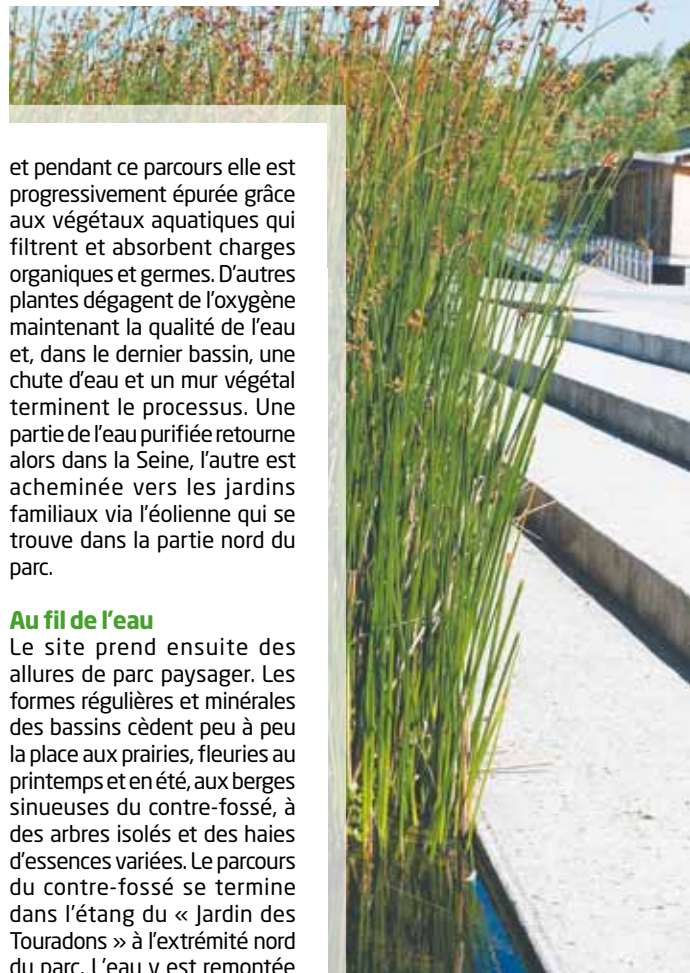 et pendant ce parcours elle est
progressivement épurée grâce
aux végétaux aquatiques qui
filtrent et absorbent charges
organiques et germes. D'autres
plantes dégagent de l'oxygène
maintenant la qualité de l'eau
et, dans le dernier bassin, une
chute d'eau et un mur végétal
terminent le processus. Une
partie de l'eau purifiée retourne
alors dans la Seine, l'autre est
acheminée vers les jardins
familiaux via l'éolienne qui se
trouve dans la partie nord du
parc.
Au fil de l'eau
Le site prend ensuite des
allures de parc paysager. Les
formes régulières et minérales
des bassins cèdent peu à peu
la place aux prairies, fleuries au
printemps et en été, aux berges
sinueuses du contre-fossé, à
des arbres isolés et des haies
d'essences variées. Le parcours
du contre-fossé se termine
dans l'étang du « Jardin des
Touradons » à l'extrémité nord
du parc. L'eau y est remontée